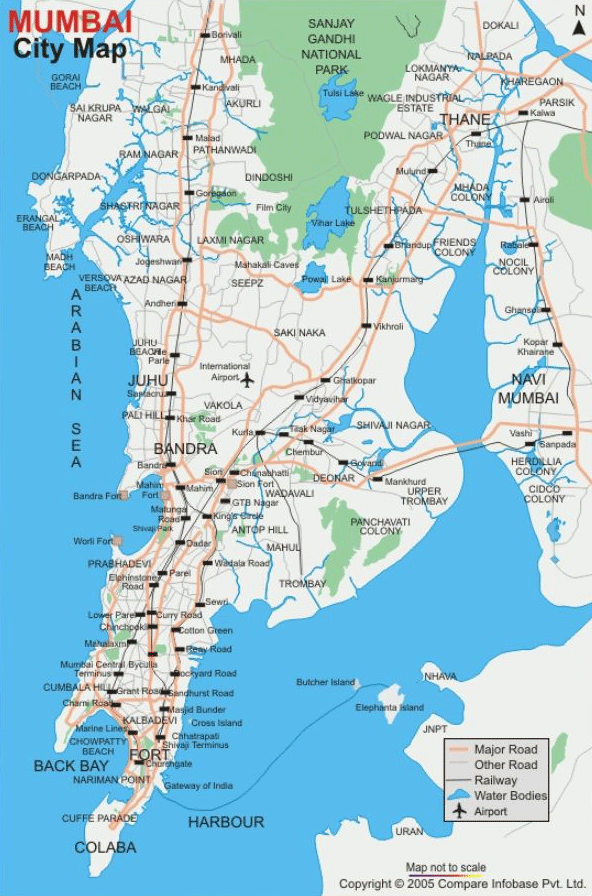 MUMBAI
City Map
N
Borivali
SANJAY
GANDHI
NATIONAL
PARK
DOKALI
MHADA
NALPADA
LOKMANYA
NAGAR
KHAREGAON
GORAI
BEACH
Kandivali
Tulsi Lake
WAGLE INDUSTRIAL
ESTATE
PARSIK
SAI KRUPA
NAGAR
WALGAI
AKURLI
THANE
Kalwa
Malad
PATHANWADI
PODWAL NAGAR
Thane
RAM NAGAR
DINDOSHI
Mulund
DONGARPADA
Goregaon
MHADA
COLONY
Airoli
SHASTRI NAGAR
Film City
TULSHETHPADA
ERANGAL
BEACH
Vihar Lake
OSHIWARA
LAXMI NAGAR
Bhandup
FRIENDS
COLONY
Rabale
MADH
BEACH
Jogeshwari
Mahakali Caves
NOCIL
COLONY
VERSOVA
BEACH
AZAD NAGAR
SEEPZ
Powai Lake
Kanjurmarg
ARABIAN SEA
Andheri
Ghansoli
SAKI NAKA
Vikhroli
JUHU
BEACH
Vile
Parle
Kopar
Khairahe
International
Airport
JUHU
Santacruz
Ghatkopar
NAVI
MUMBAI
Vidyavihar
PALI HILL
Khar Road
VAKOLA
Kurla
Tilak Nagar
SHIVAJI NAGAR
Vashi
Sanpada
BANDRA
Chembur
Bandra
Govandi
HERDILLIA
COLONY
Sion
Chunabhatti
Mahim
Fort
Mahim
Sion Fort
DEONAR
Mankhurd
CIDCO
COLONY
Bandra Fort
WADAVALI
UPPER
TROMBAY
GTB Nagar
Matunga
Road
King's Circle
Shivaji Park
ANTOP HILL
PANCHAVATI
COLONY
Worli Fort
Dadar
MAHUL
PRABHADEVI
Wadala Road
Elphinstone
Road
Parel
TROMBAY
Sewri
Lower Parel
Curry Road
Chinchpokli
Cotton Green
Mahalaxmi
Reay Road
Mumbai Central
Terminus
Byculla
Dockyard Road
NHAVA
CUMBALA HILL
Grant Road
Sandhurst Road
Butcher Island
Charni Road
Masjid Bunder
Elephanta Island
KALBADEVI
Cross Island
Marine Lines
Chhatrapati
Shivaji Terminus
JNPT
CHOWPATTY
BEACH
FORT
BACK BAY
Churchgate
NARIMAN POINT
Gateway of India
CUFFE PARADE
HARBOUR
COLABA
URAN
Major Road
Other Road
Railway
Water Bodies
Airport
Map not to scale
Copyright © 2005 Compare Infobase Pvt. Ltd.